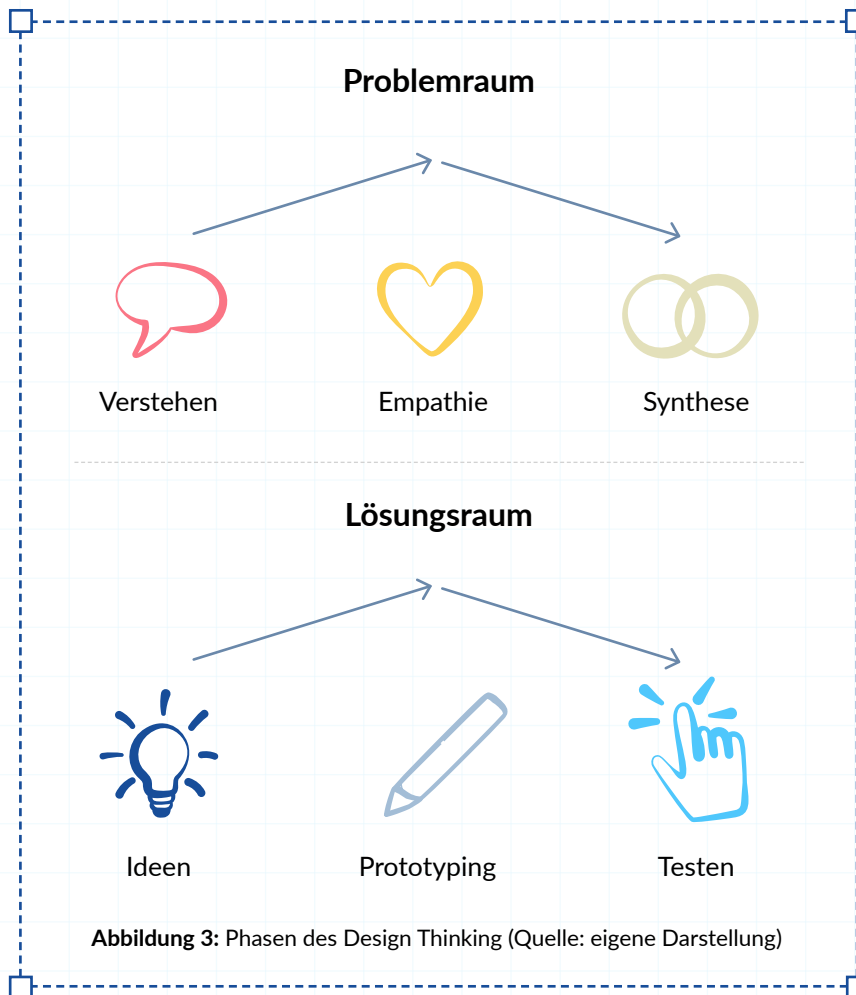 Problemraum
Verstehen
Empathie
Synthese
Lösungsraum
Ideen
Prototyping
Testen
Abbildung 3: Phasen des Design Thinking (Quelle: eigene Darstellung)